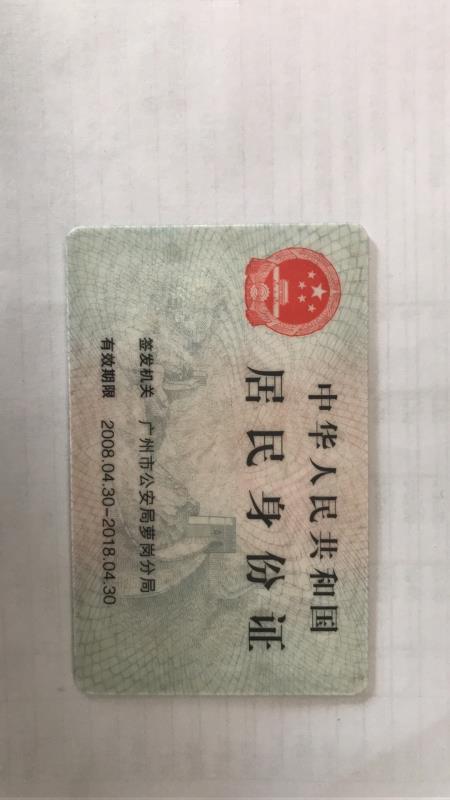 中华人民共和国
居民身份证
签发机关 广州市公安局萝岗分局
有效期限 2008.04.30-2018.04.30